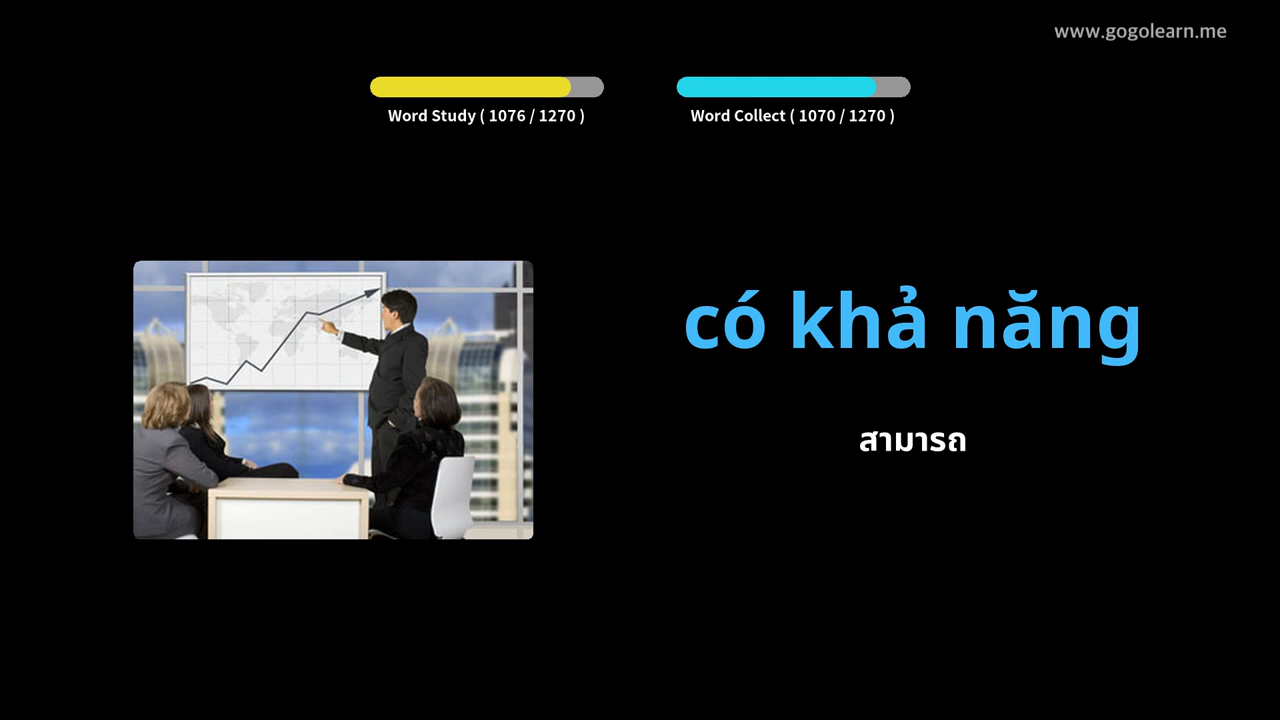 www.gogolearn.me
Word Study ( 1076 / 1270 )
Word Collect ( 1070 / 1270 )
có khả năng
สามารถ